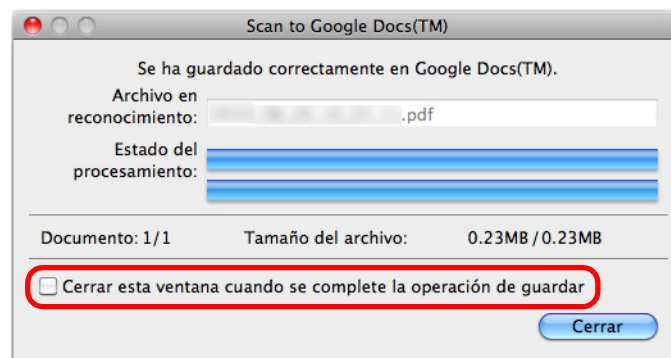 Scan to Google Docs(TM)
Se ha guardado correctamente en Google Docs(TM).
Archivo en
reconocimiento:
.pdf
Estado del
procesamiento:
Documento: 1/1 Tamaño del archivo: 0.23MB / 0.23MB
Cerrar esta ventana cuando se complete la operación de guardar
Cerrar